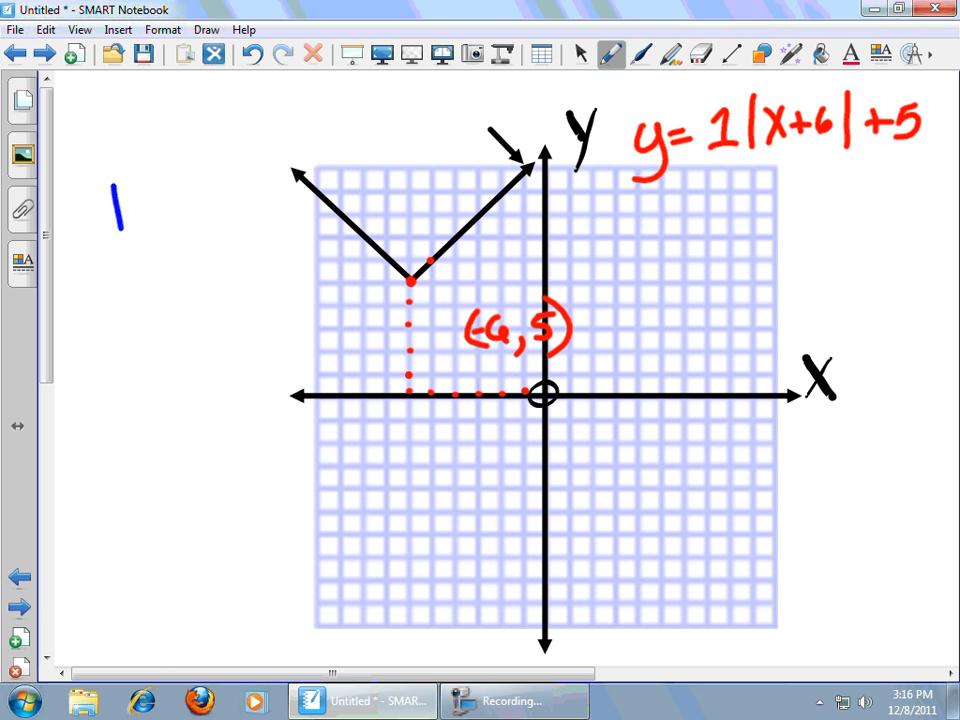 Untitled * - SMART Notebook
File Edit View Insert Format Draw Help
y = 1|x+6| +5
y
|
(-6, 5)
x
Untitled * - SMAR...
Recording...
3:16 PM
12/8/2011